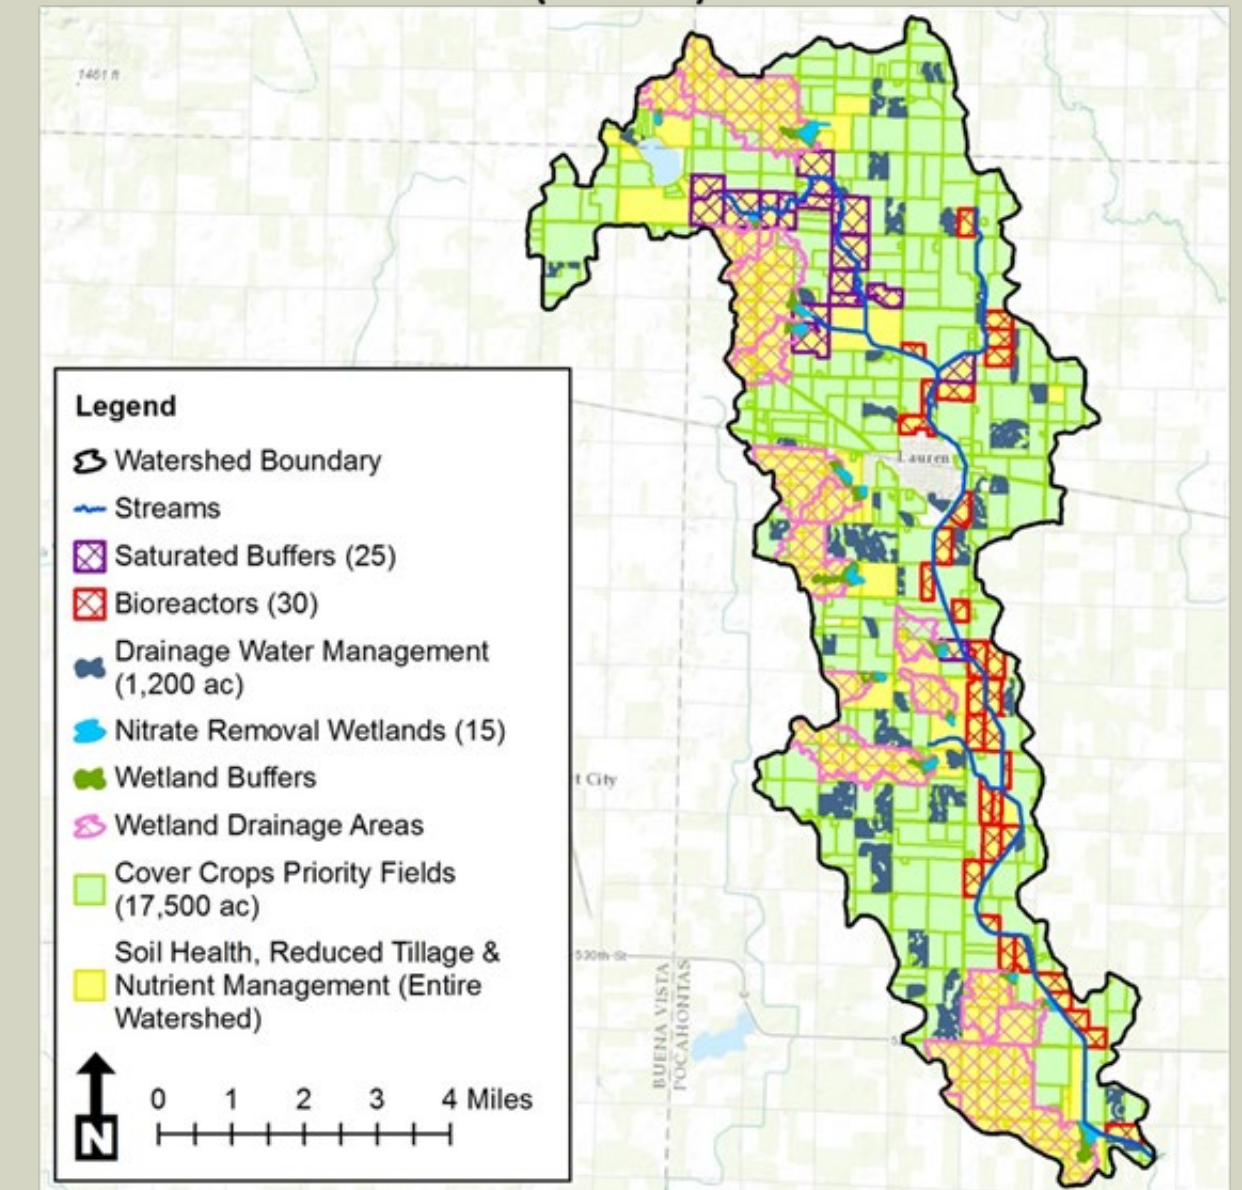 1461 ft
Lauren
t City
530th St
BUENA VISTA
POCAHONTAS
Legend
Watershed Boundary
Streams
Saturated Buffers (25)
Bioreactors (30)
Drainage Water Management
(1,200 ac)
Nitrate Removal Wetlands (15)
Wetland Buffers
Wetland Drainage Areas
Cover Crops Priority Fields
(17,500 ac)
Soil Health, Reduced Tillage &
Nutrient Management (Entire
Watershed)
N
0 1 2 3 4 Miles